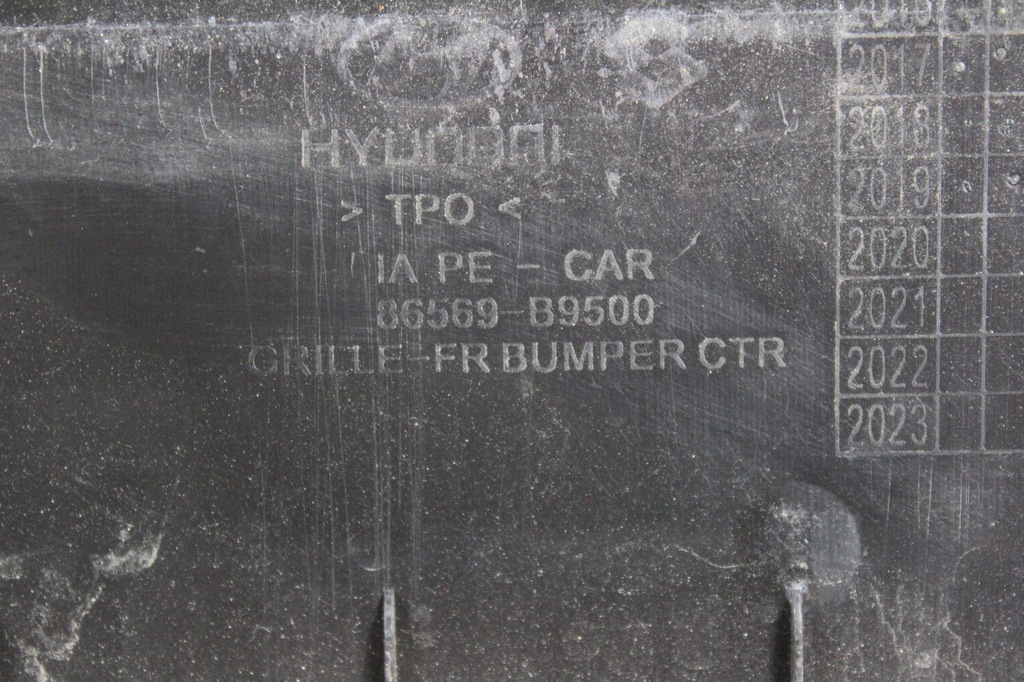 HYUNDAI
> TPO <
IA PE - CAR
86569-B9500
GRILLE-FR BUMPER CTR
2017
2018
2019
2020
2021
2022
2023